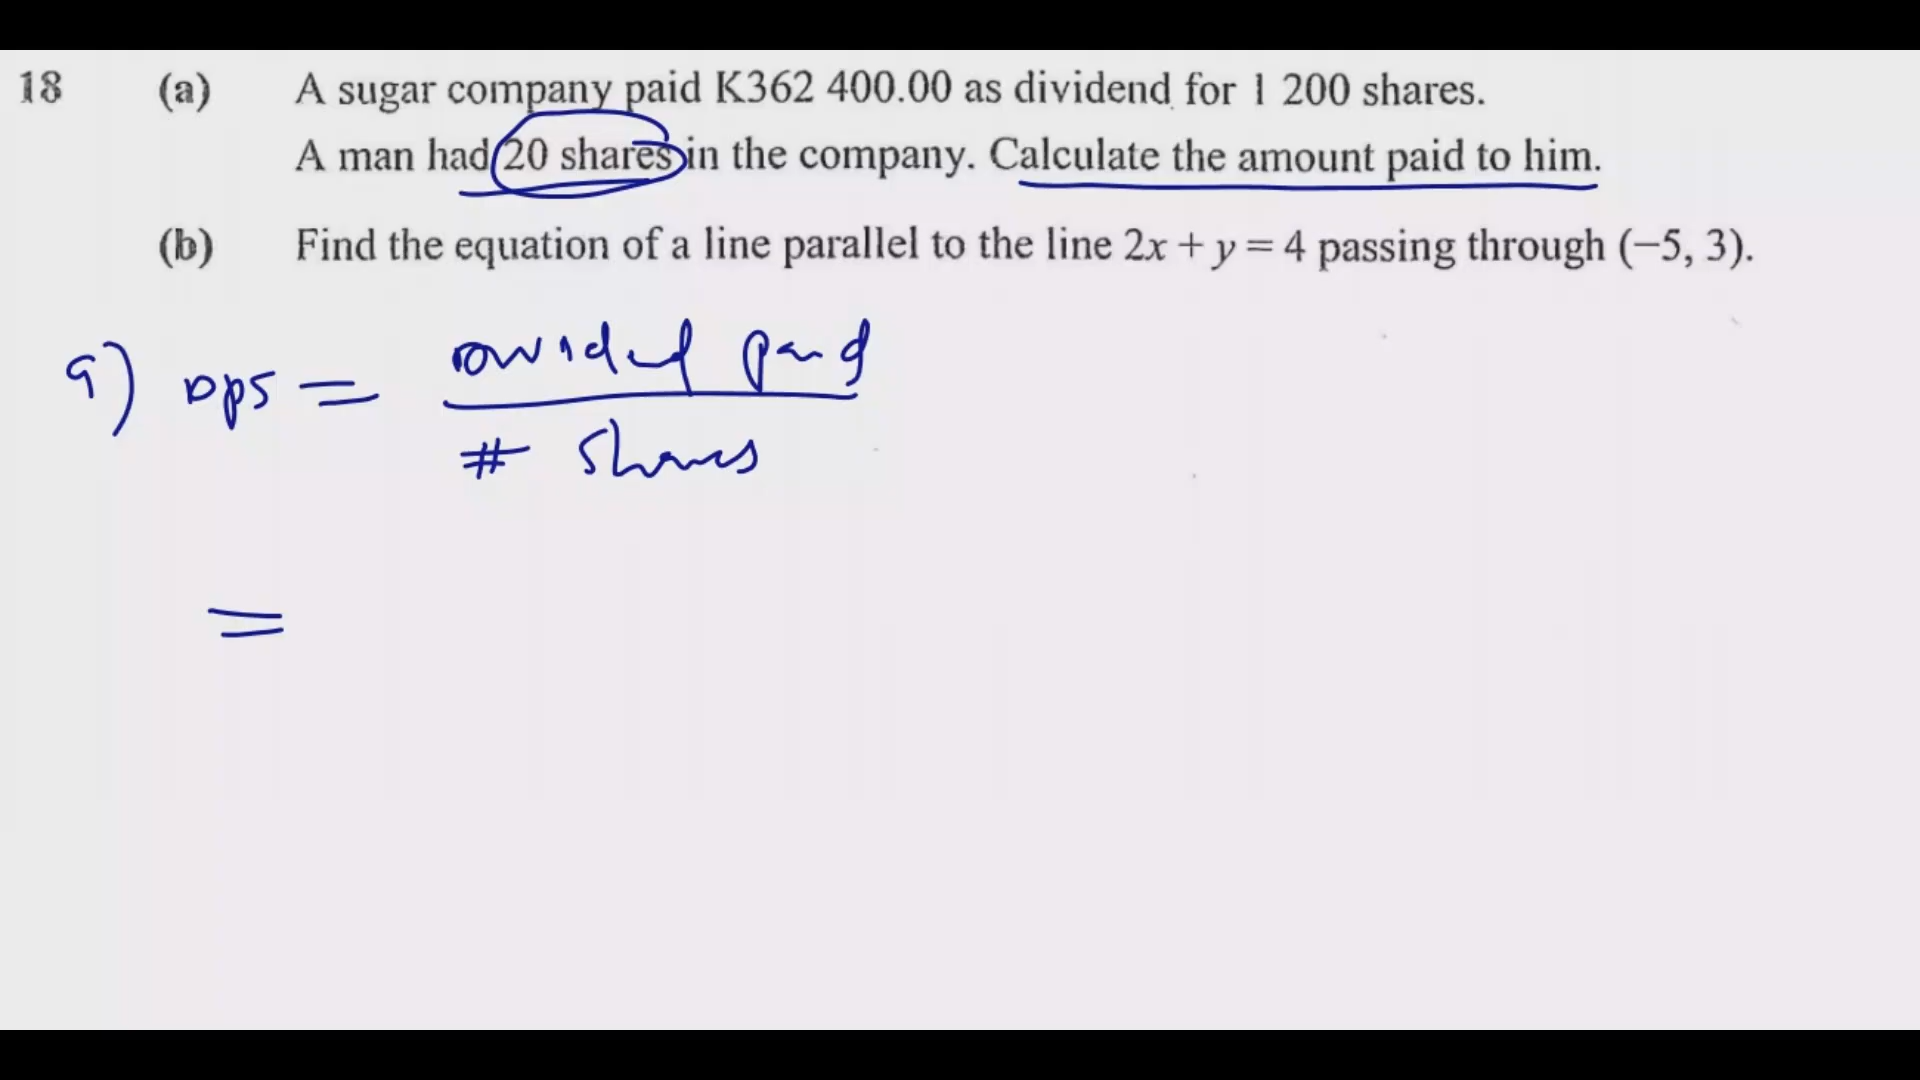 18 (a) A sugar company paid K362 400.00 as dividend for 1 200 shares.
A man had 20 shares in the company. Calculate the amount paid to him.
(b) Find the equation of a line parallel to the line 2x + y = 4 passing through (−5, 3).
a) DPS = Dividend paid
# Shares
=